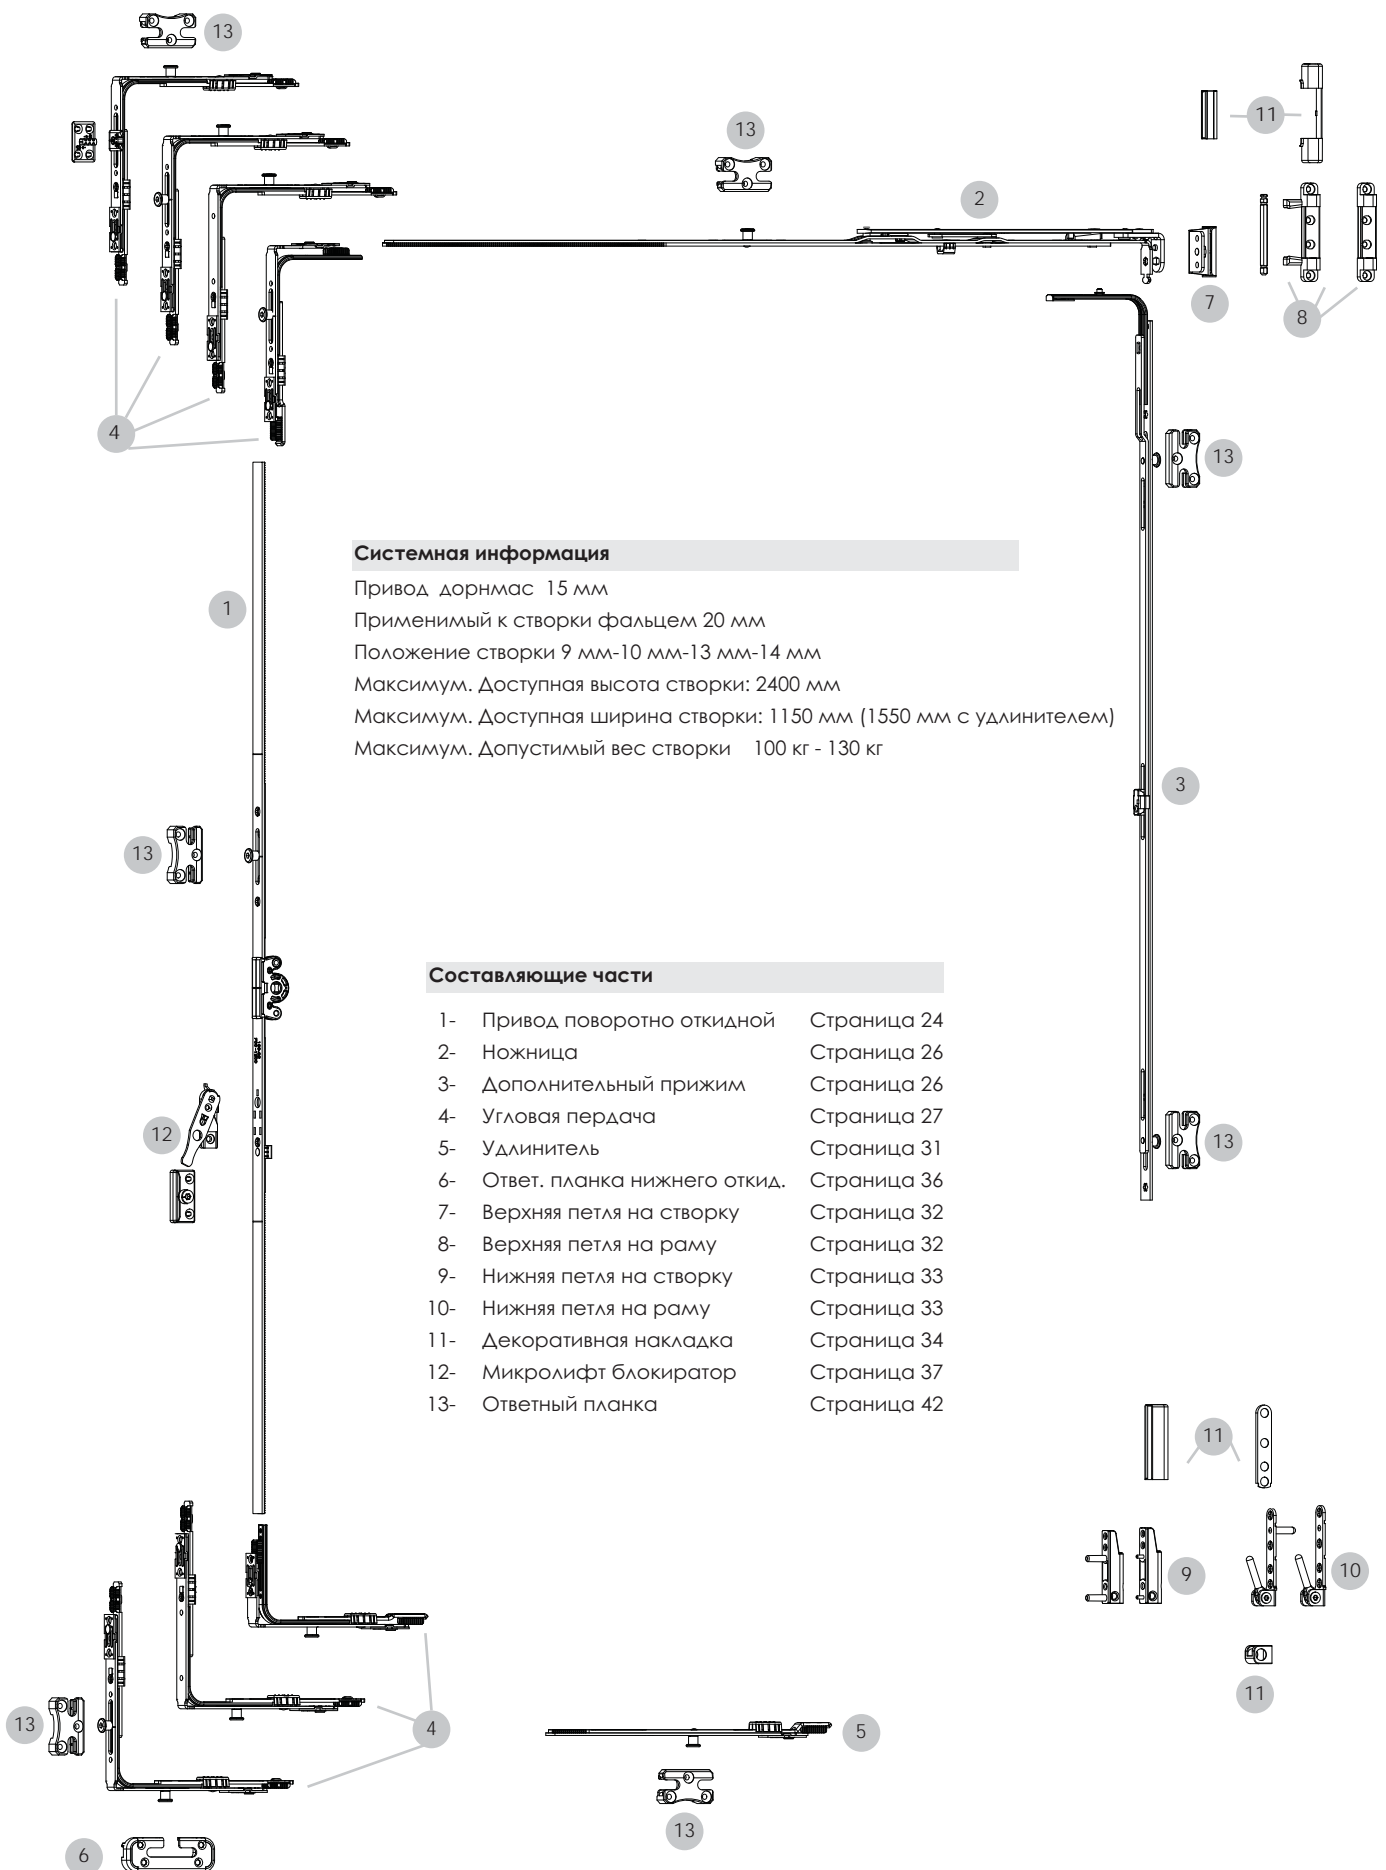 13
11
13
2
7
8
4
13
Системная информация
Привод дорнмас 15 мм
1
Применимый к створки фальцем 20 мм
Положение створки 9 мм-10 мм-13 мм-14 мм
Максимум. Доступная высота створки: 2400 мм
Максимум. Доступная ширина створки: 1150 мм (1550 мм с удлинителем)
Максимум. Допустимый вес створки 100 кг - 130 кг
3
13
Составляющие части
1- Привод поворотно откидной Страница 24
2- Ножница Страница 26
3- Дополнительный прижим Страница 26
4- Угловая пердача Страница 27
12
13
5- Удлинитель Страница 31
6- Ответ. планка нижнего откид. Страница 36
7- Верхняя петля на створку Страница 32
8- Верхняя петля на раму Страница 32
9- Нижняя петля на створку Страница 33
10- Нижняя петля на раму Страница 33
11- Декоративная накладка Страница 34
12- Микролифт блокиратор Страница 37
13- Ответный планка Страница 42
11
9
10
11
13
4
5
13
6